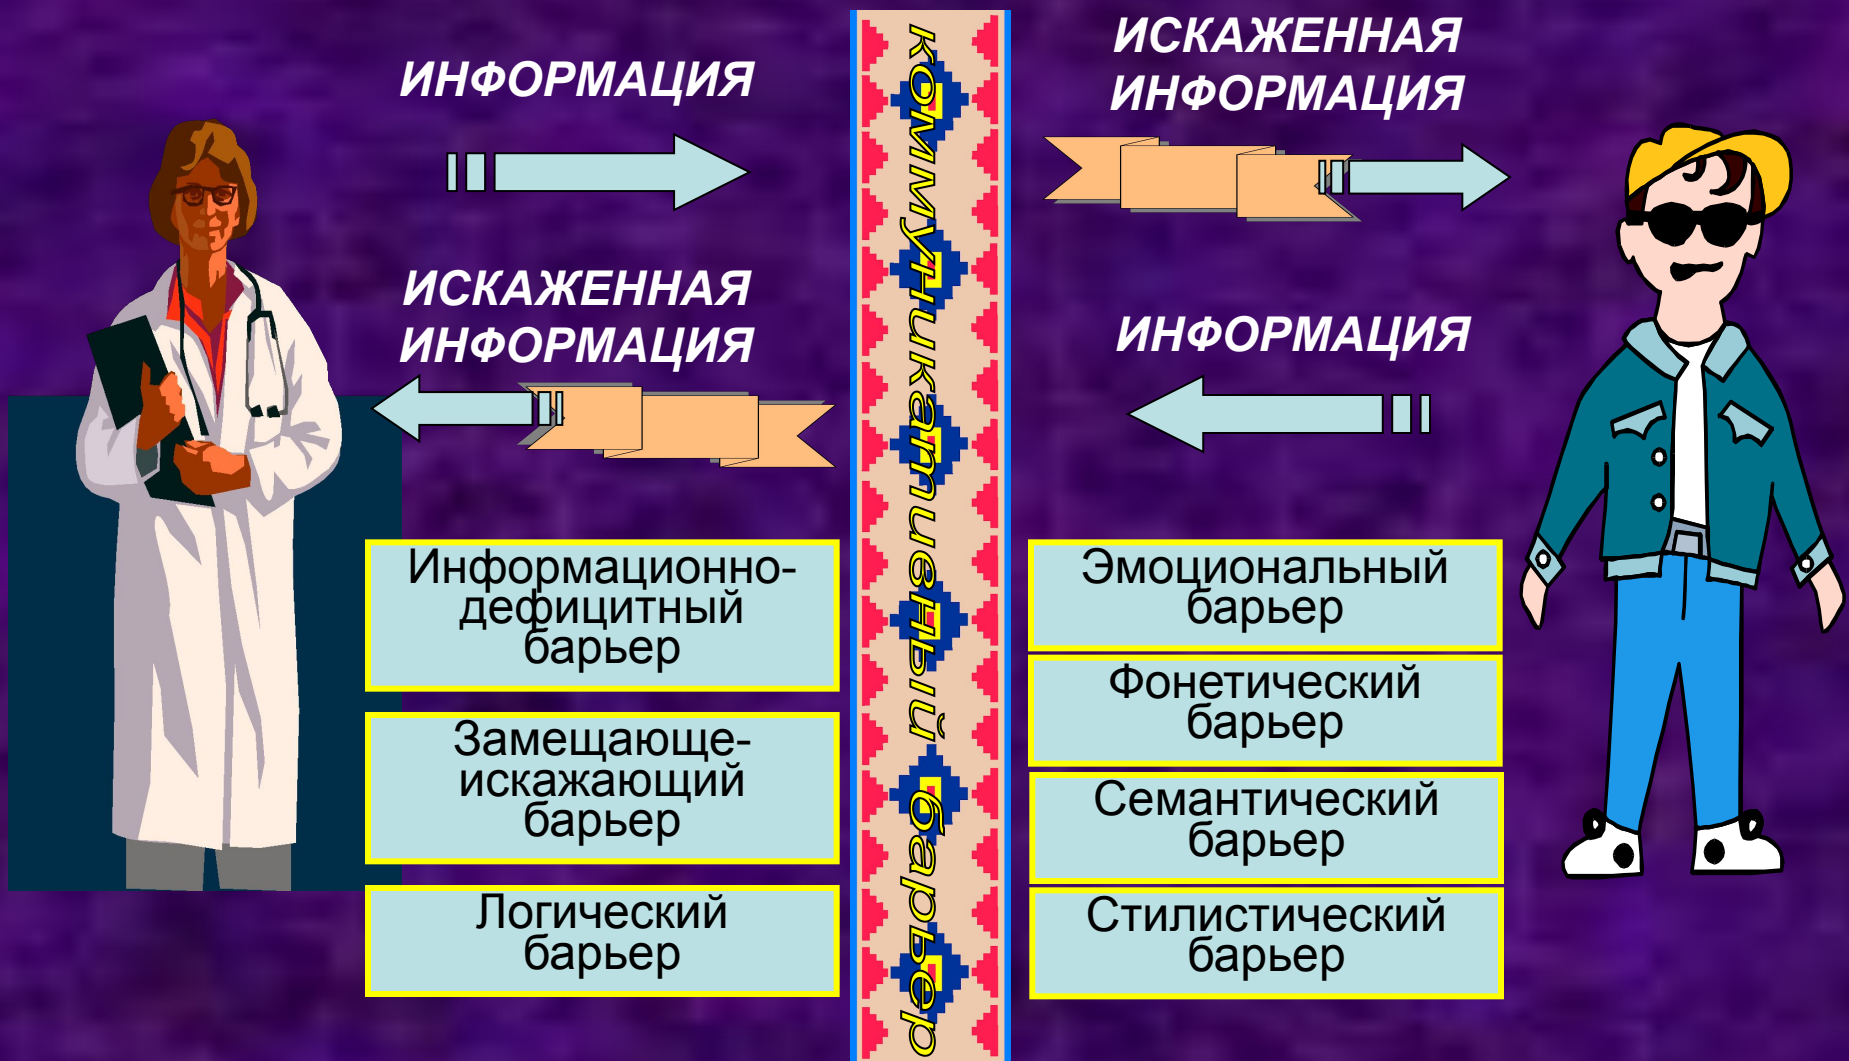 ИНФОРМАЦИЯ
ИСКАЖЕННАЯ
ИНФОРМАЦИЯ
ИСКАЖЕННАЯ
ИНФОРМАЦИЯ
ИНФОРМАЦИЯ
коммуникативный барьер
Информационно-
дефицитный
барьер
Замещающе-
искажающий
барьер
Логический
барьер
Эмоциональный
барьер
Фонетический
барьер
Семантический
барьер
Стилистический
барьер